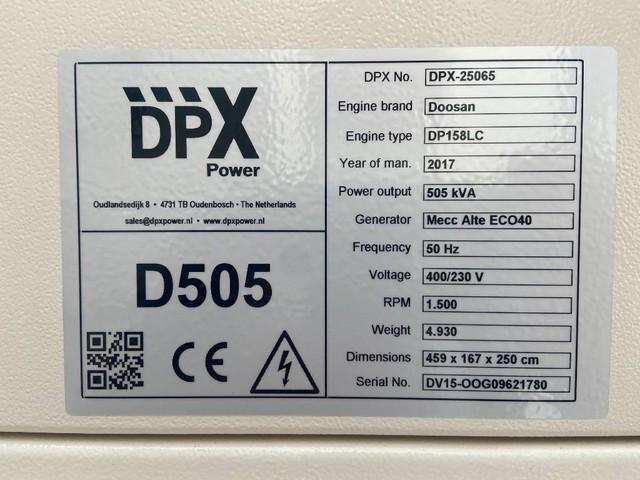 DPX
Power
Oudlandsedijk 8 • 4731 TB Oudenbosch • The Netherlands
sales@dpxpower.nl • www.dpxpower.nl
D505
CE
DPX No. DPX-25065
Engine brand Doosan
Engine type DP158LC
Year of man. 2017
Power output 505 kVA
Generator Mecc Alte ECO40
Frequency 50 Hz
Voltage 400/230 V
RPM 1.500
Weight 4.930
Dimensions 459 x 167 x 250 cm
Serial No. DV15-OOG09621780